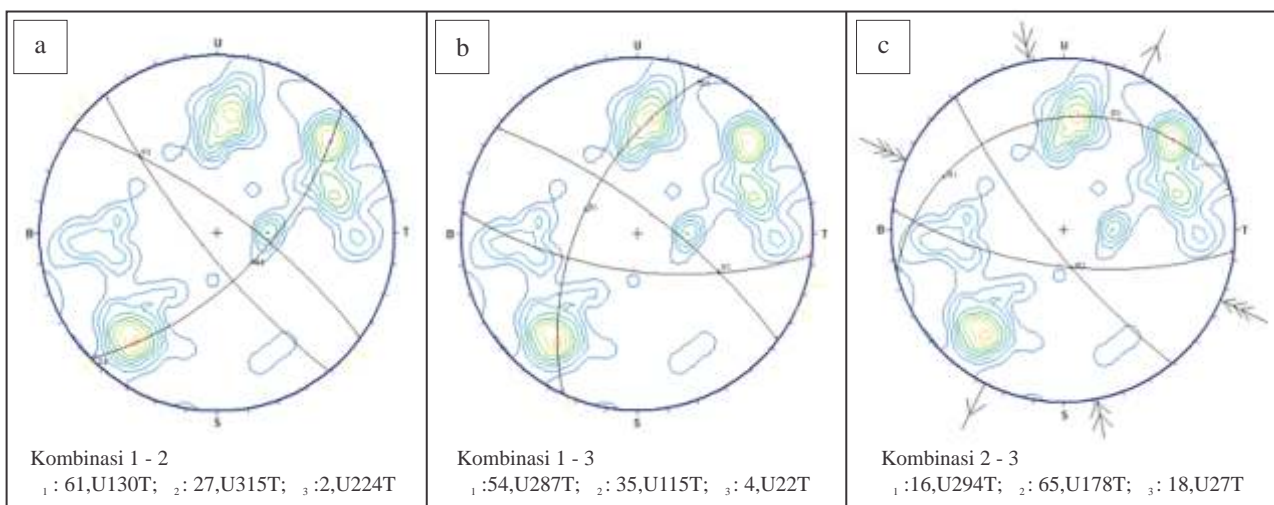 a
U
B
T
S
Kombinasi 1 - 2
1 : 61,U130T; 2 : 27,U315T; 3 :2,U224T
b
U
B
T
S
Kombinasi 1 - 3
1 :54,U287T; 2 : 35,U115T; 3 : 4,U22T
c
U
B
T
S
Kombinasi 2 - 3
1 :16,U294T; 2 : 65,U178T; 3 : 18,U27T